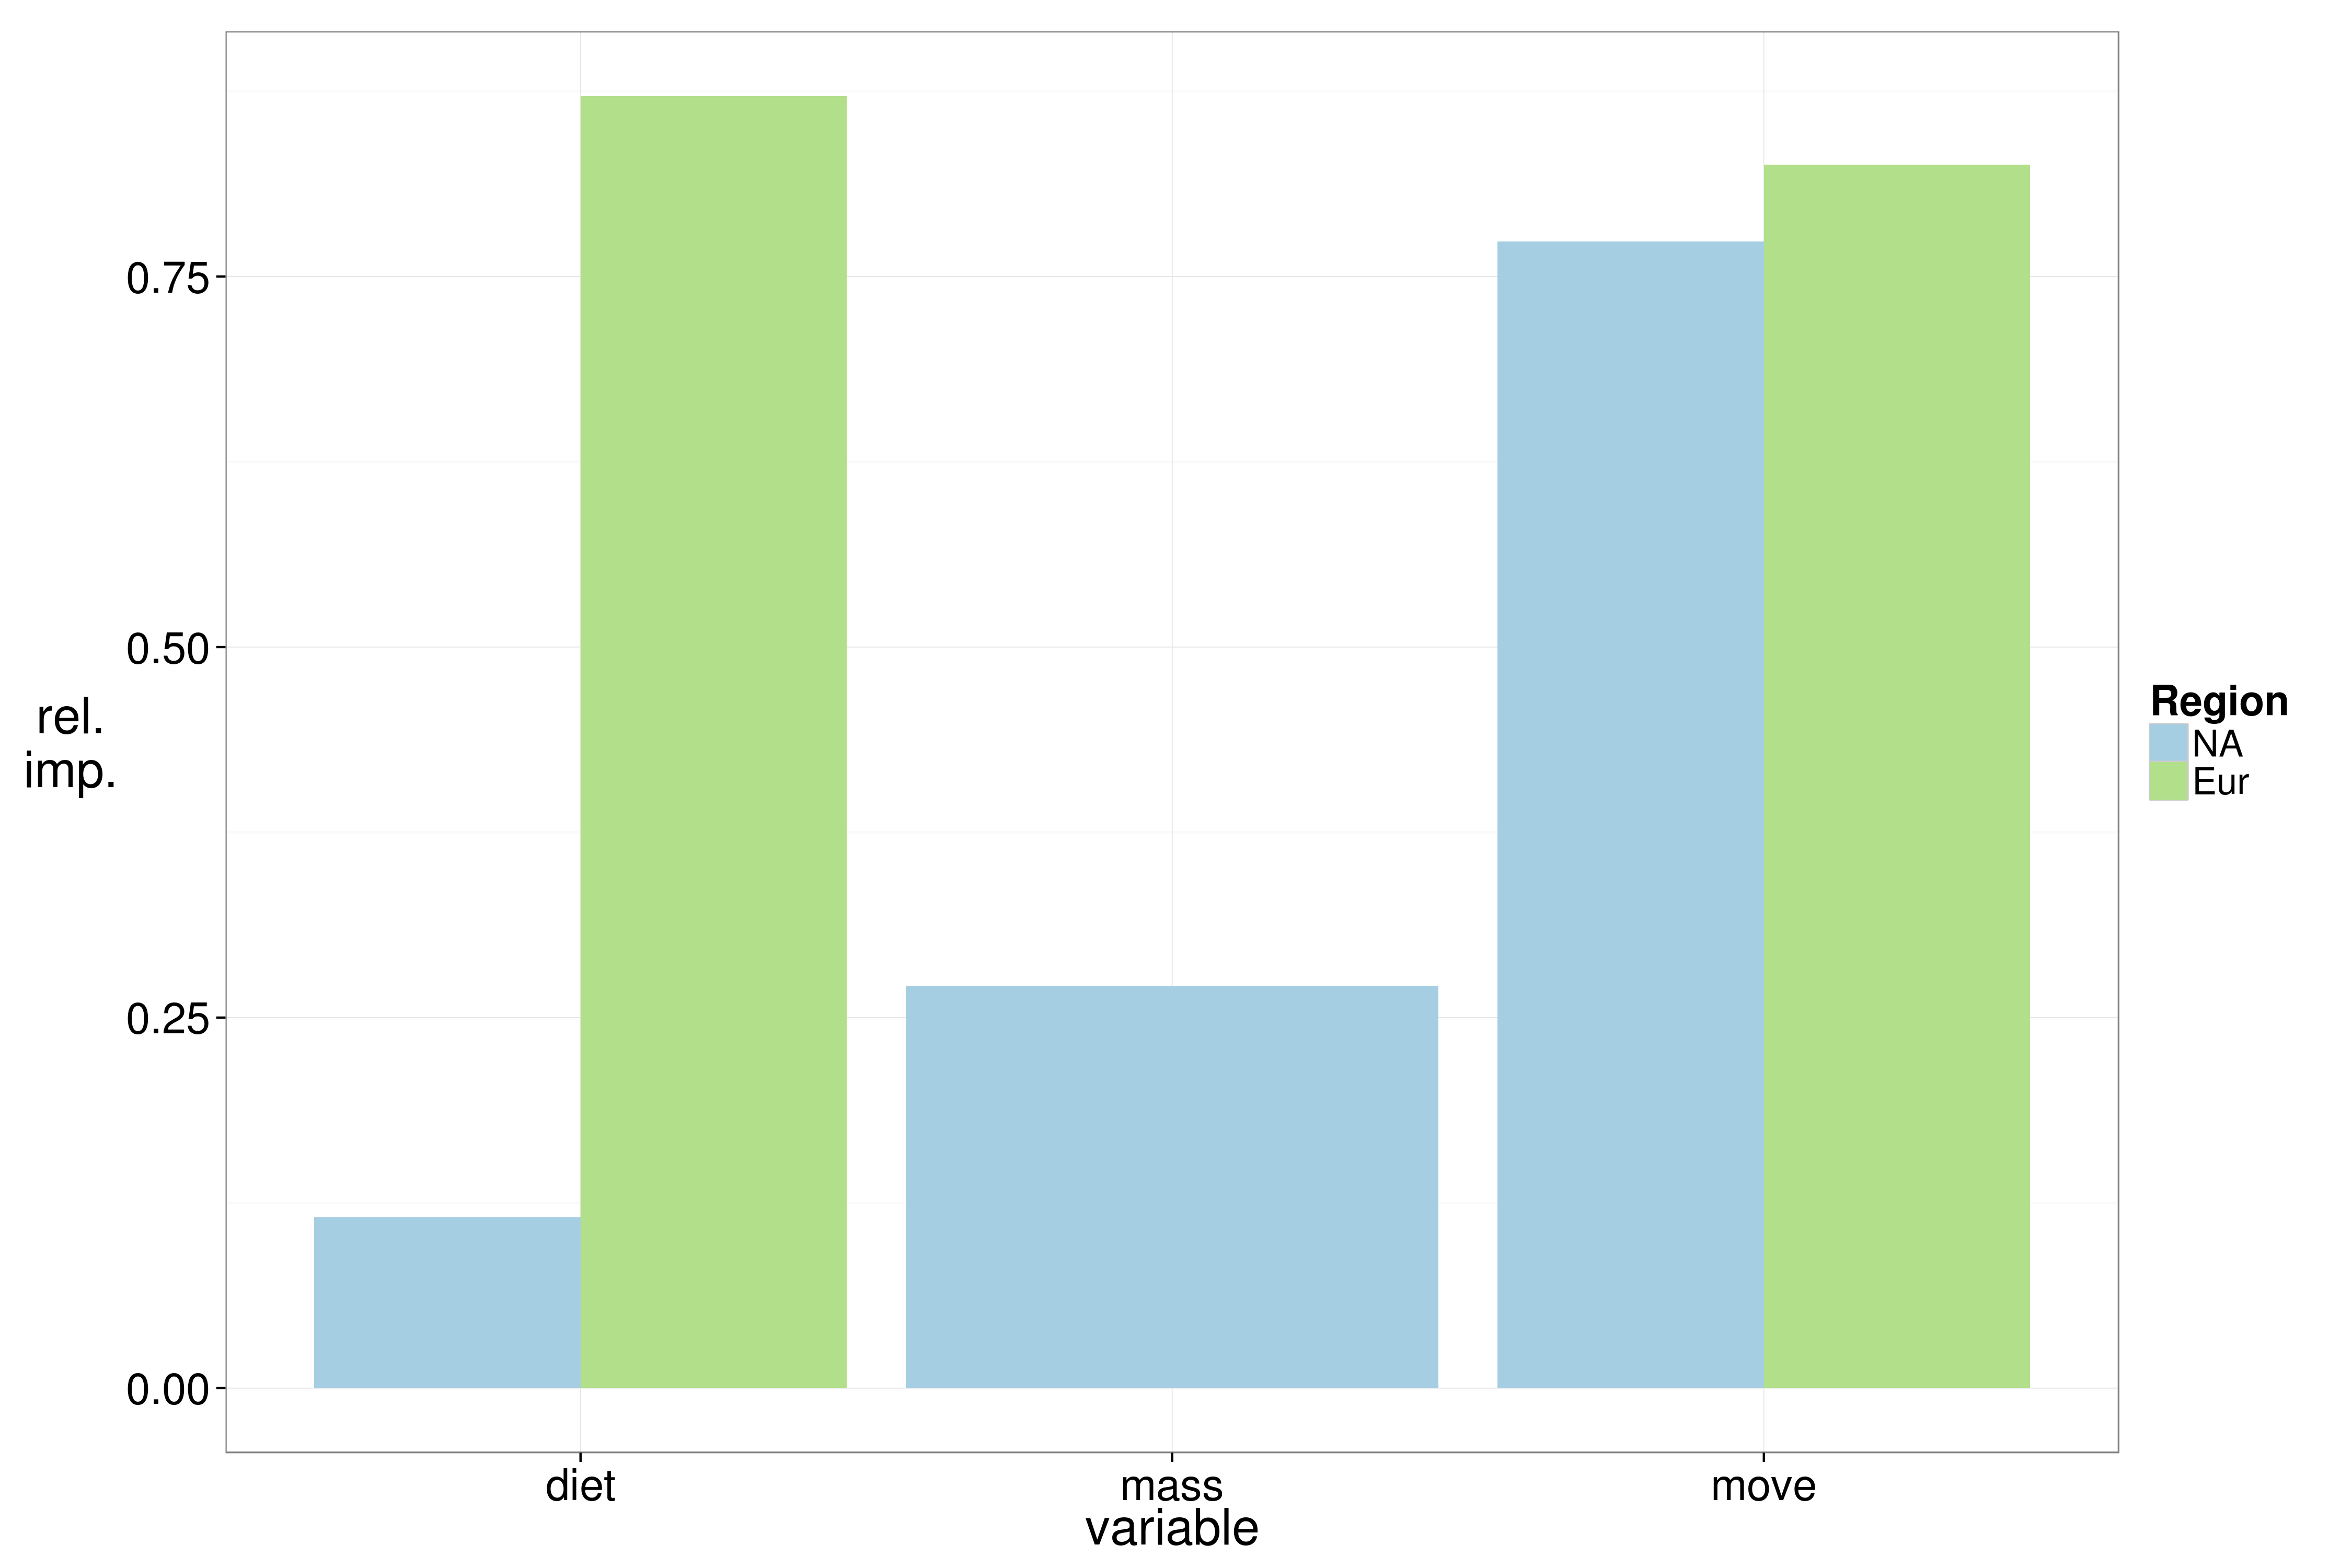 0.75
0.50
0.25
0.00
rel.
imp.
diet
mass
move
variable
Region
NA
Eur